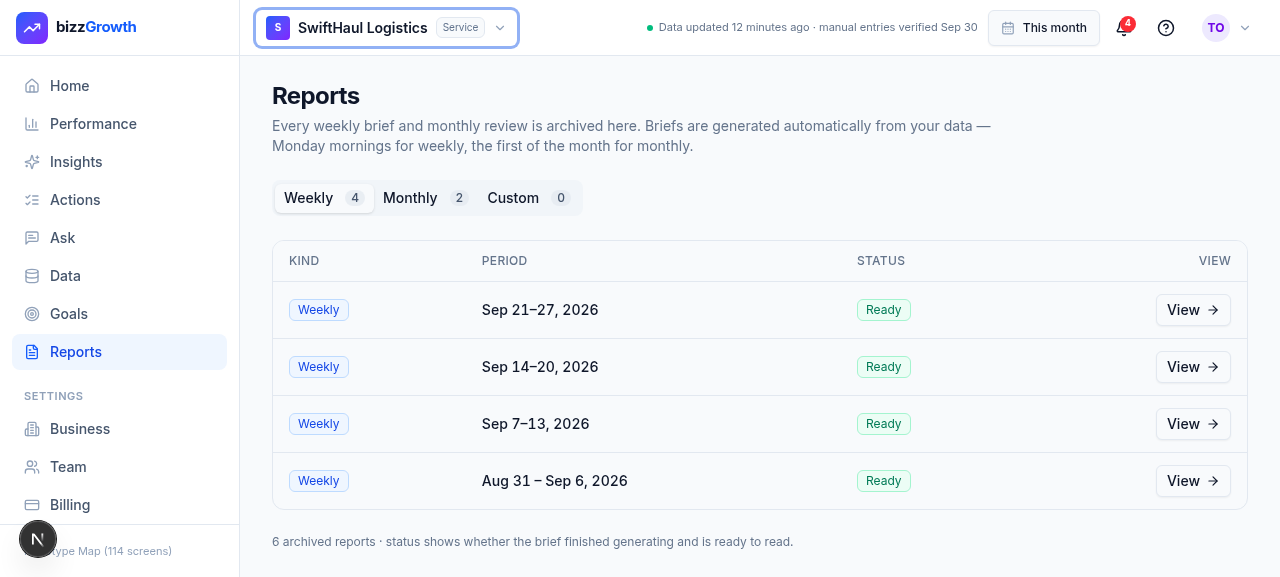 bizzGrowth
S SwiftHaul Logistics Service
Data updated 12 minutes ago · manual entries verified Sep 30
This month
4
TO
Home
Performance
Insights
Actions
Ask
Data
Goals
Reports
SETTINGS
Business
Team
Billing
N
type Map (114 screens)
Reports
Every weekly brief and monthly review is archived here. Briefs are generated automatically from your data —
Monday mornings for weekly, the first of the month for monthly.
Weekly 4 Monthly 2 Custom 0
KIND PERIOD STATUS VIEW
Weekly Sep 21–27, 2026 Ready View →
Weekly Sep 14–20, 2026 Ready View →
Weekly Sep 7–13, 2026 Ready View →
Weekly Aug 31 – Sep 6, 2026 Ready View →
6 archived reports · status shows whether the brief finished generating and is ready to read.